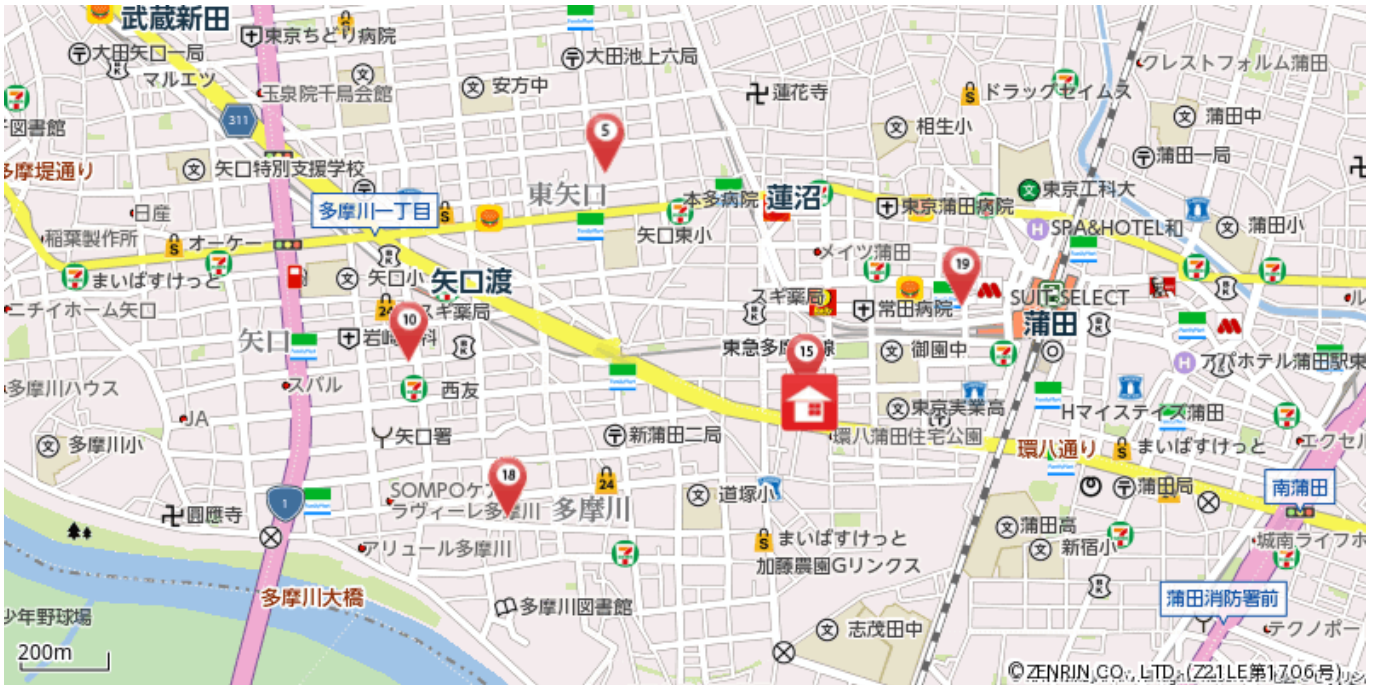 武蔵新田
東京ちどり病院
大田矢口一局
大田池上六局
マルエツ
玉泉院千鳥会館
安方中
蓮花寺
ドラッグセイムス
クレストフォルム蒲田
311
図書館
5
相生小
蒲田中
多摩堤通り
矢口特別支援学校
蒲田一局
東矢口
本多病院
蓮沼
東京工科大
日産
多摩川一丁目
東京蒲田病院
稲葉製作所
オーケー
矢口東小
SPA&HOTEL和
蒲田小
メイツ蒲田
まいばすけっと
矢口小
矢口渡
19
ニチイホーム矢口
24
スギ薬局
スギ薬局
常田病院
SUIT SELECT
10
蒲田
矢口
東急多摩
線
15
御園中
アパホテル蒲田駅東
多摩川ハウス
スバル
西友
JA
東京実業高
Hマイステイズ蒲田
多摩川小
矢口署
新蒲田二局
環八蒲田住宅公園
環八通り
まいばすけっと
エクセル
18
24
SOMPOケア
ラヴィーレ多摩川
多摩川
道塚小
蒲田局
南蒲田
1
圓應寺
蒲田高
アリュール多摩川
まいばすけっと
新宿小
城南ライフホ
加藤農園Gリンクス
多摩川大橋
多摩川図書館
蒲田消防署前
少年野球場
志茂田中
テクノポー
200m
©ZENRIN CO., LTD. (Z21LE第1706号)